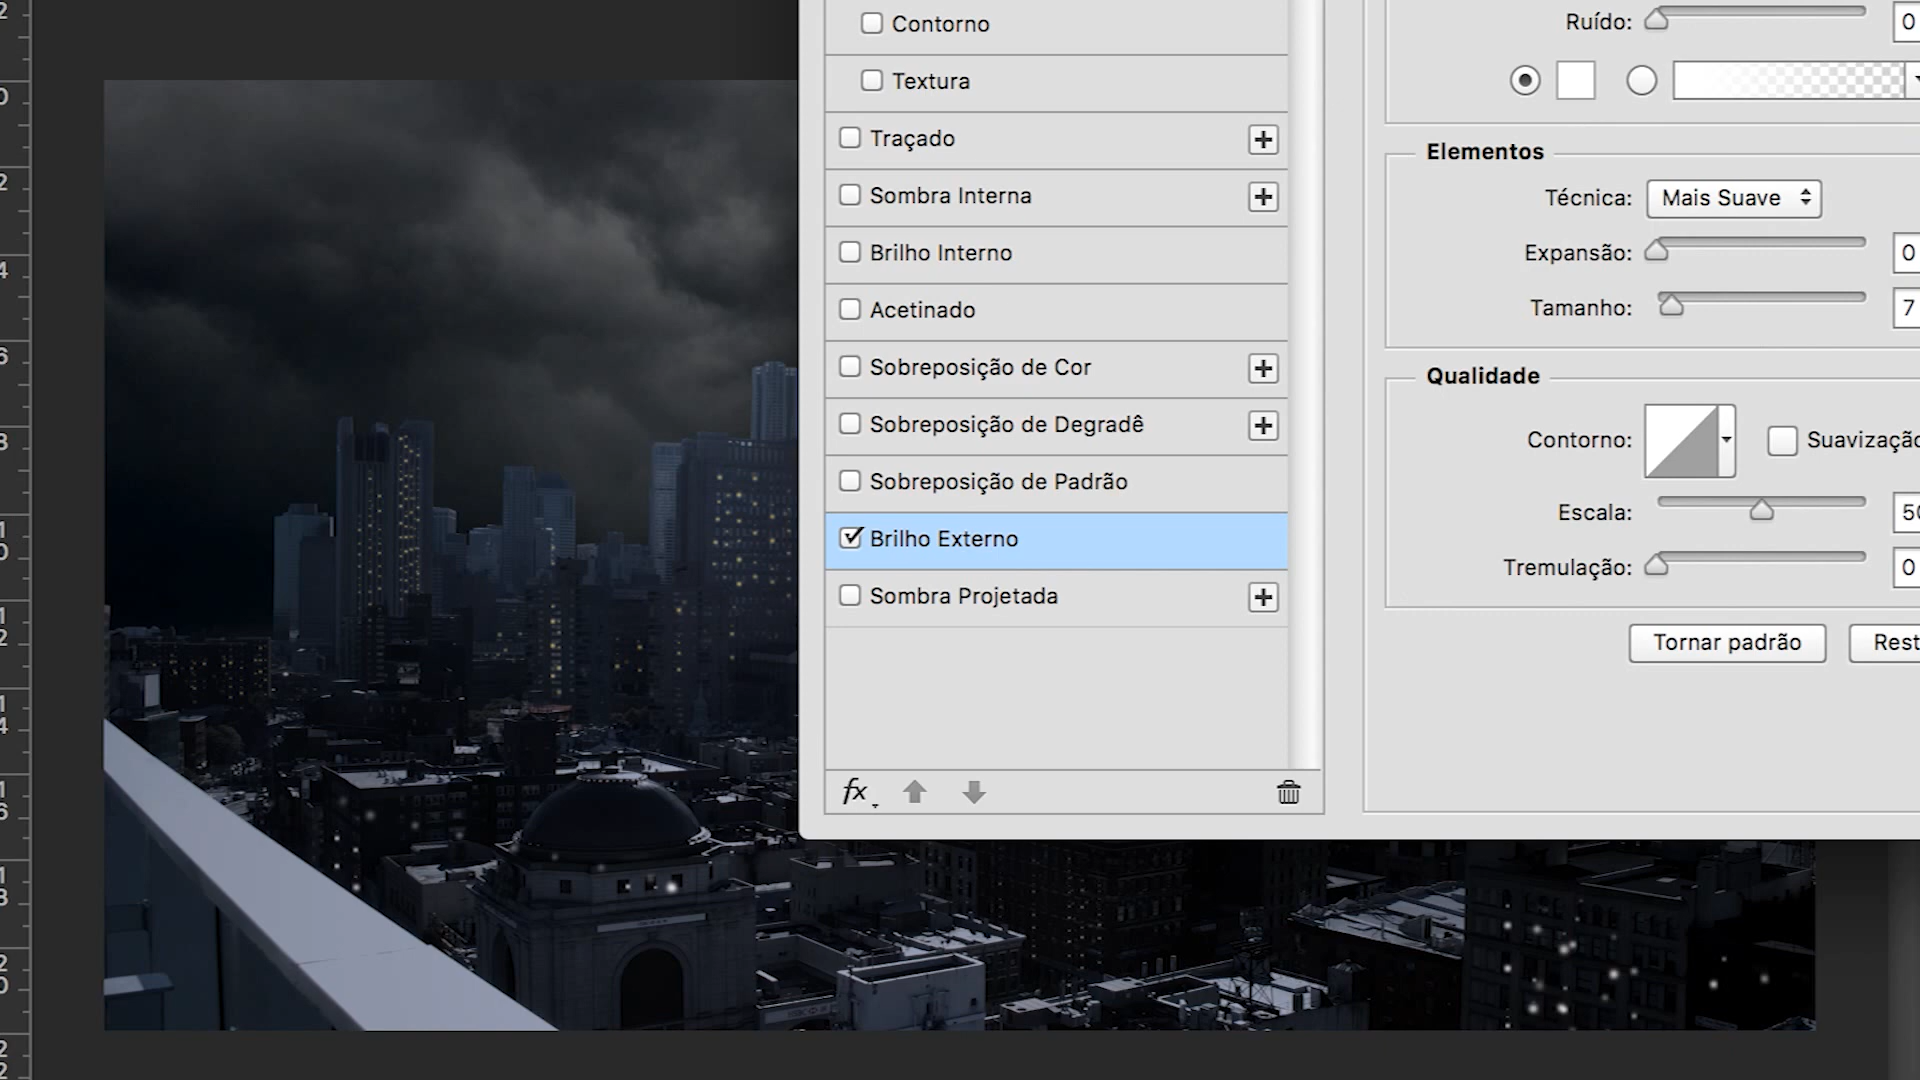 Contorno
Textura
Traçado
Sombra Interna
Brilho Interno
Acetinado
Sobreposição de Cor
Sobreposição de Degradê
Sobreposição de Padrão
Brilho Externo
Sombra Projetada
fx
Ruído: 0
Elementos
Técnica: Mais Suave
Expansão: 0
Tamanho: 7
Qualidade
Contorno: Suavização
Escala: 50
Tremulação: 0
Tornar padrão Rest